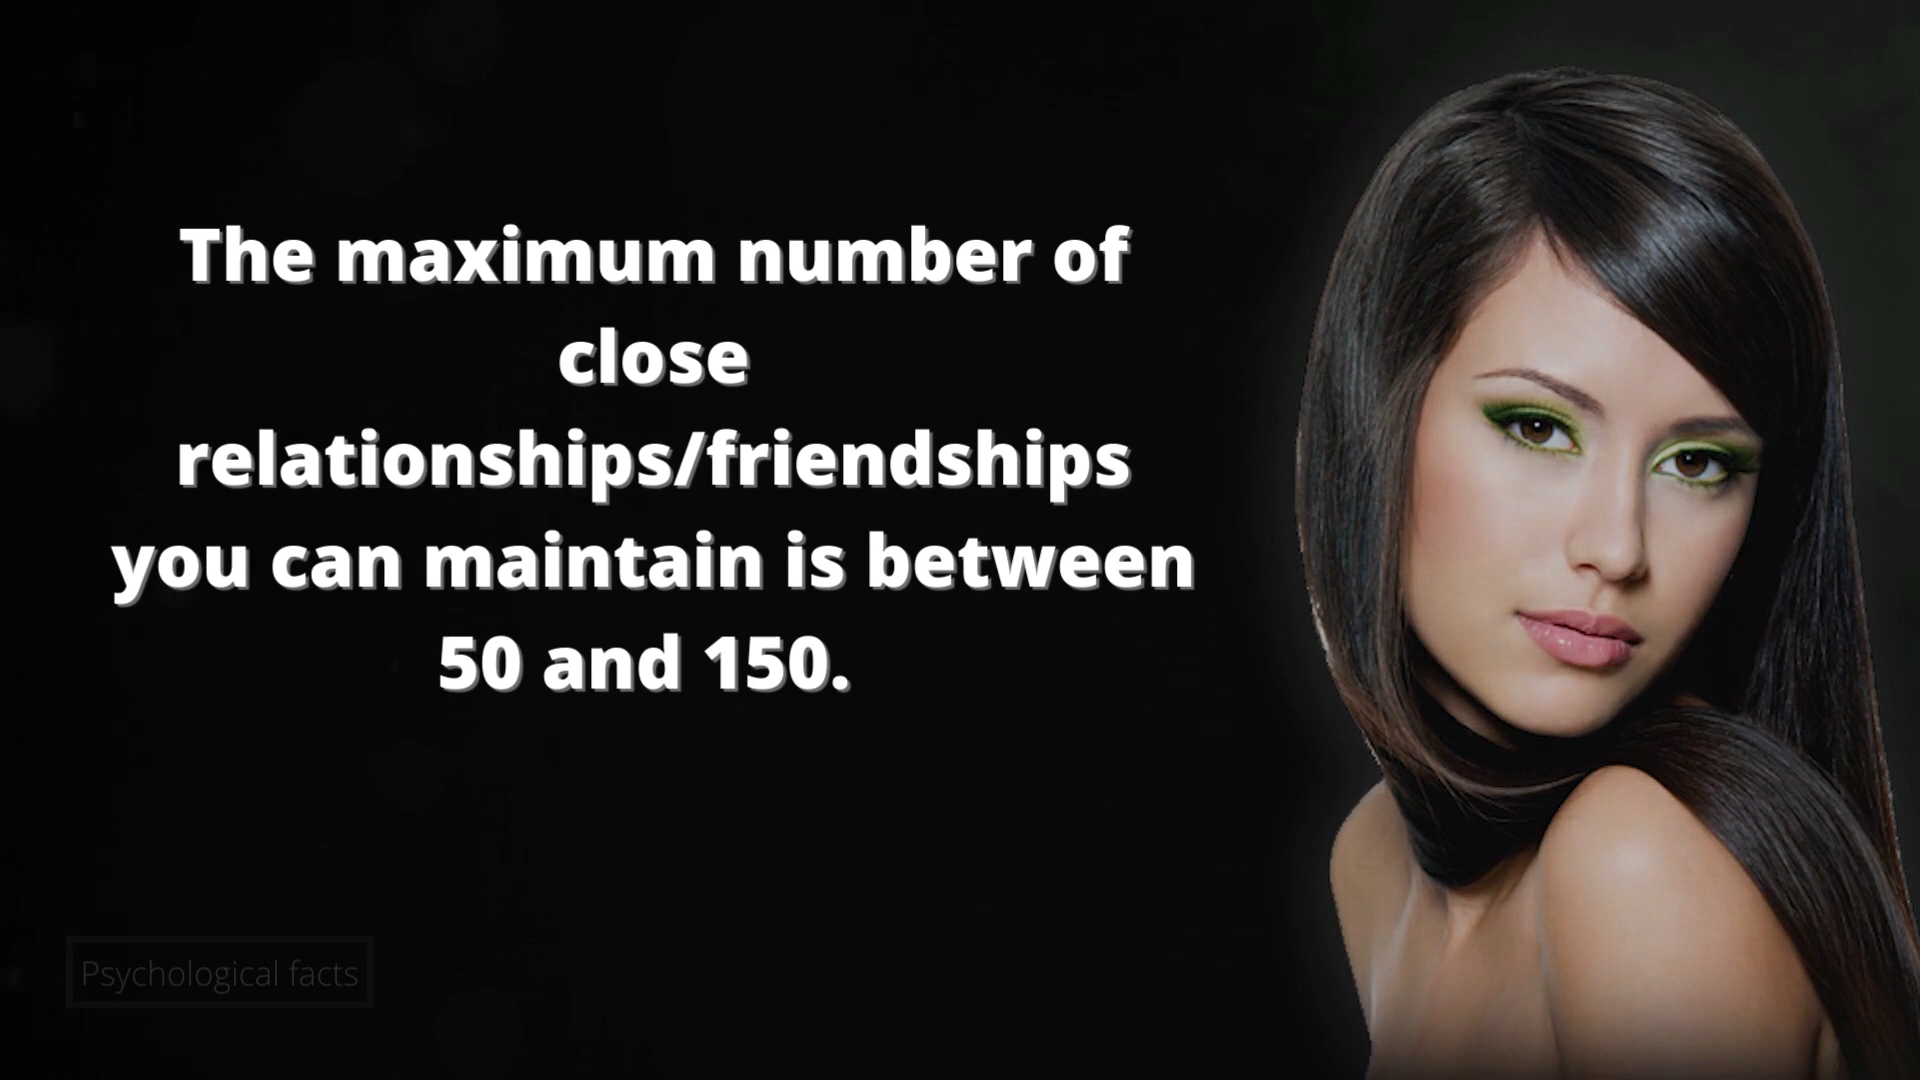 The maximum number of
close
relationships/friendships
you can maintain is between
50 and 150.
Psychological facts